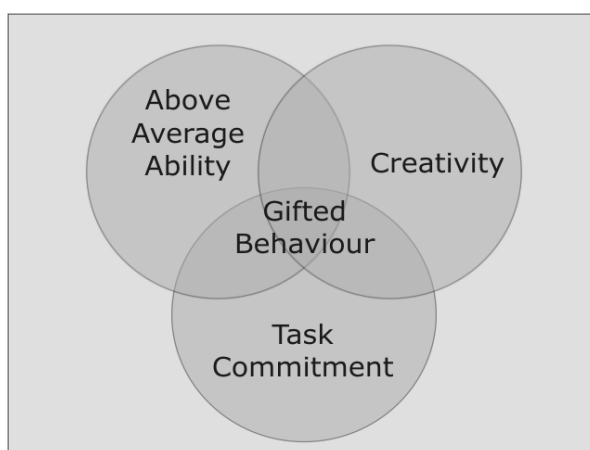 Above
Average
Ability
Creativity
Gifted
Behaviour
Task
Commitment